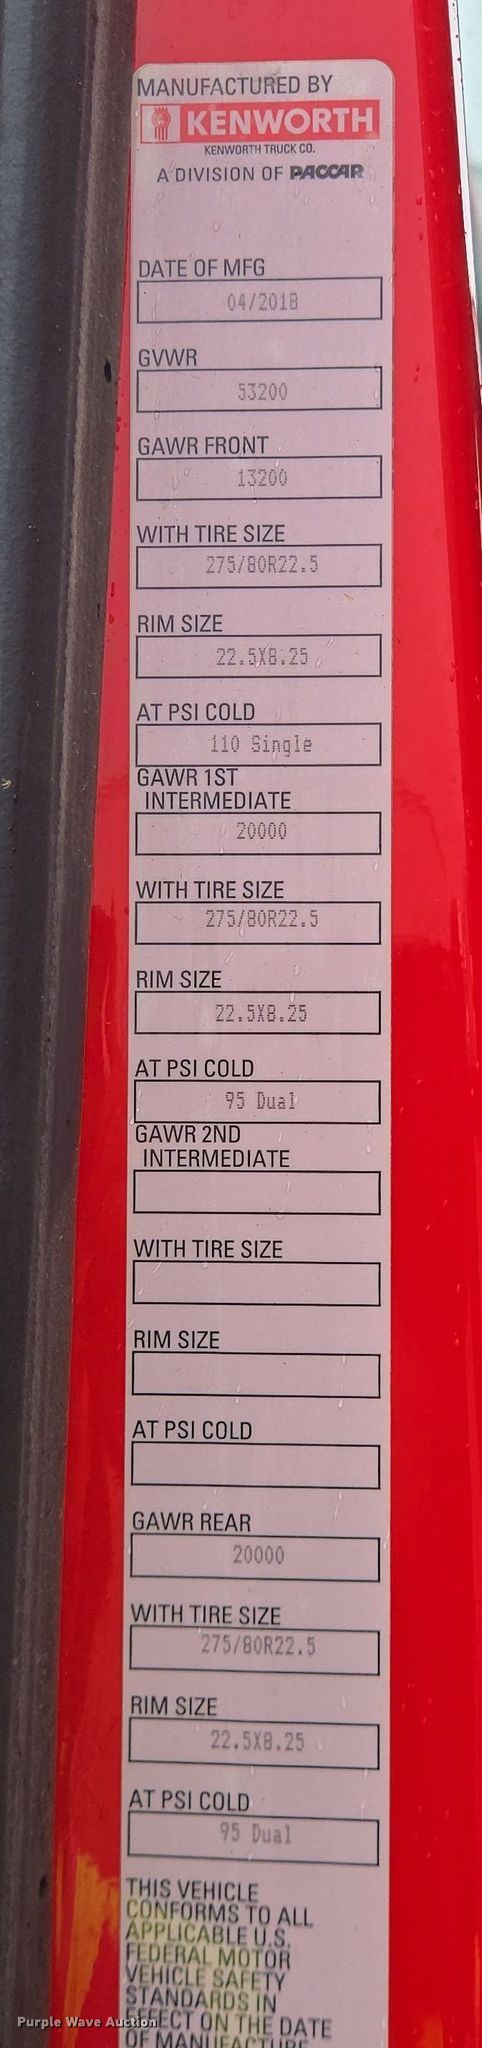 MANUFACTURED BY
KENWORTH
KENWORTH TRUCK CO.
A DIVISION OF PACCAR
DATE OF MFG
04/2018
GVWR
53200
GAWR FRONT
13200
WITH TIRE SIZE
275/80R22.5
RIM SIZE
22.5X8.25
AT PSI COLD
110 Single
GAWR 1ST
INTERMEDIATE
20000
WITH TIRE SIZE
275/80R22.5
RIM SIZE
22.5X8.25
AT PSI COLD
95 Dual
GAWR 2ND
INTERMEDIATE
WITH TIRE SIZE
RIM SIZE
AT PSI COLD
GAWR REAR
20000
WITH TIRE SIZE
275/80R22.5
RIM SIZE
22.5X8.25
AT PSI COLD
95 Dual
THIS VEHICLE
CONFORMS TO ALL
APPLICABLE U.S.
FEDERAL MOTOR
VEHICLE SAFETY
STANDARDS IN
EFFECT ON THE DATE
OF MANUFACTURE
Purple Wave Auction